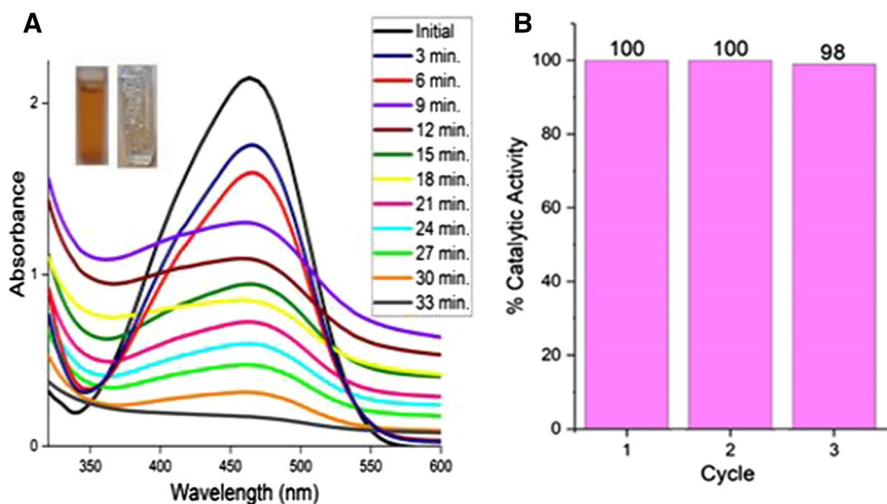 A
Initial
3 min.
6 min.
9 min.
12 min.
15 min.
18 min.
21 min.
24 min.
27 min.
30 min.
33 min.
2
1
0
Absorbance
350
400
450
500
550
600
Wavelength (nm)
B
100
100
98
100
80
60
40
20
0
% Catalytic Activity
1
2
3
Cycle